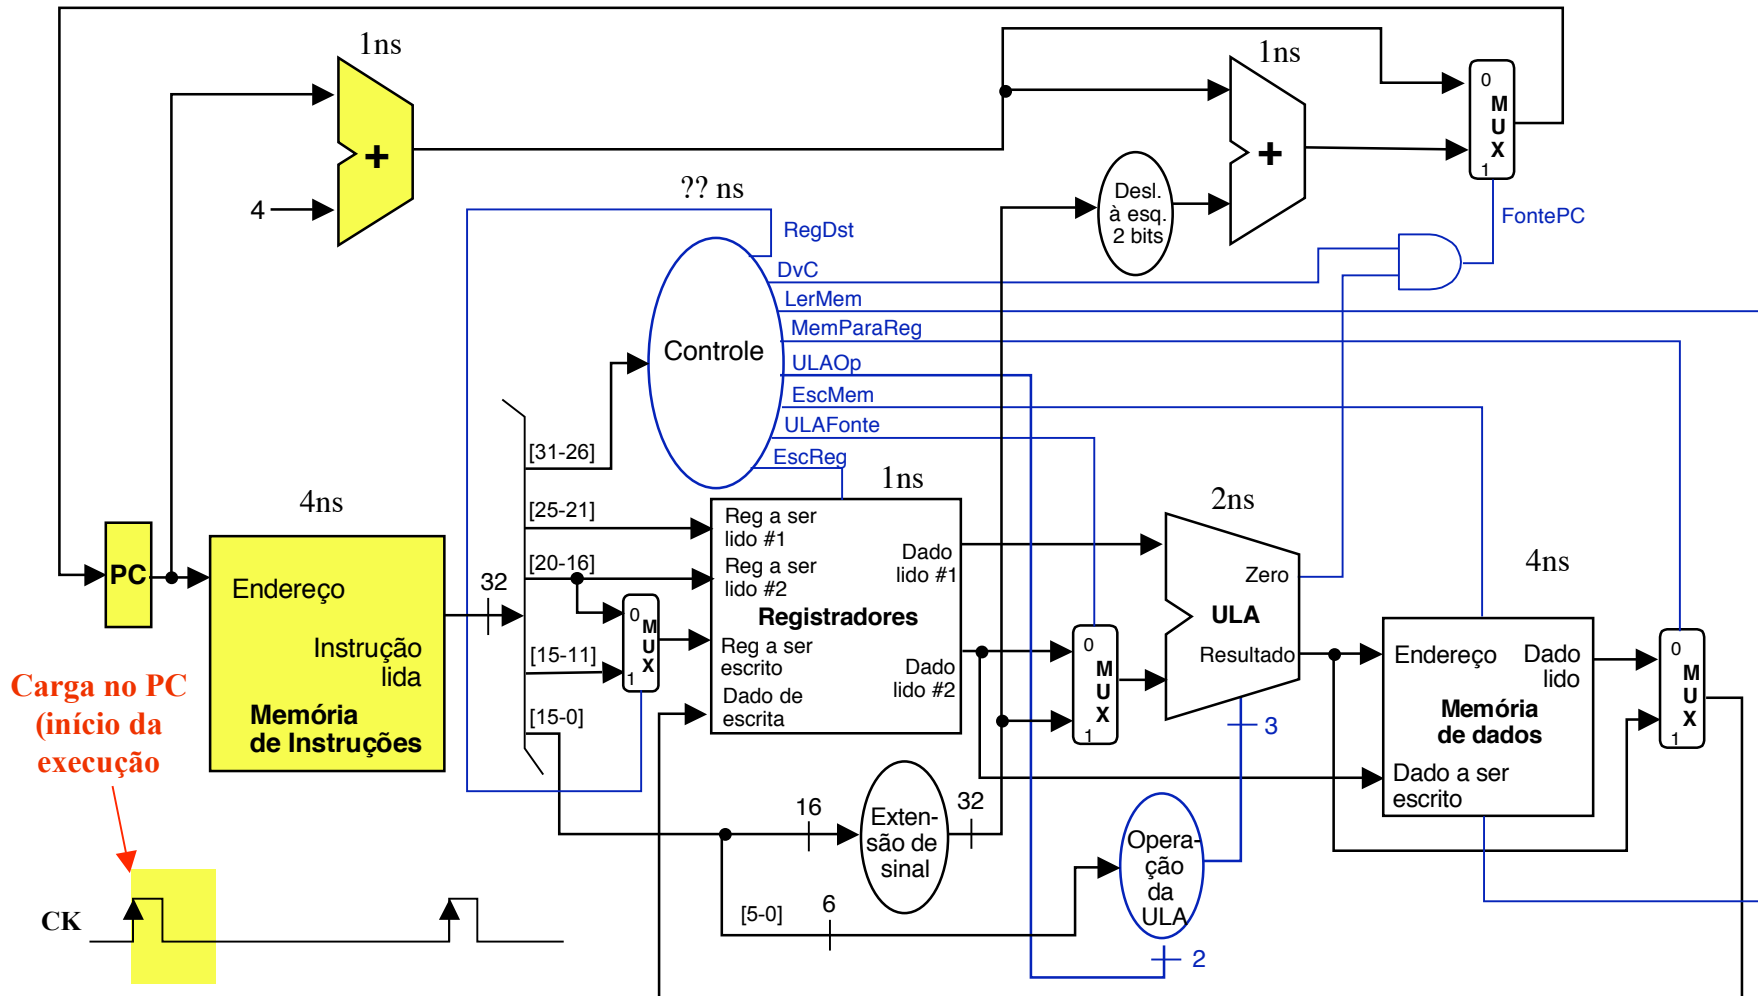 1ns
1ns
0
M
U
X
1
+
+
4
?? ns
Desl.
à esq.
2 bits
FontePC
RegDst
DvC
LerMem
MemParaReg
ULAOp
EscMem
ULAFonte
EscReg
Controle
[31-26]
1ns
2ns
4ns
[25-21]
Reg a ser
lido #1
[20-16]
Reg a ser
lido #2
Dado
lido #1
Zero
4ns
PC
Endereço
32
Instrução
lida
Memória
de Instruções
0
M
U
X
1
[15-11]
[15-0]
Registradores
Reg a ser
escrito
Dado de
escrita
Dado
lido #2
0
M
U
X
1
ULA
Resultado
3
Endereço
Dado
lido
Memória
de dados
Dado a ser
escrito
0
M
U
X
1
Carga no PC
(início da
execução
CK
16
Exten-
são de
sinal
32
Opera-
ção
da
ULA
[5-0]
6
2